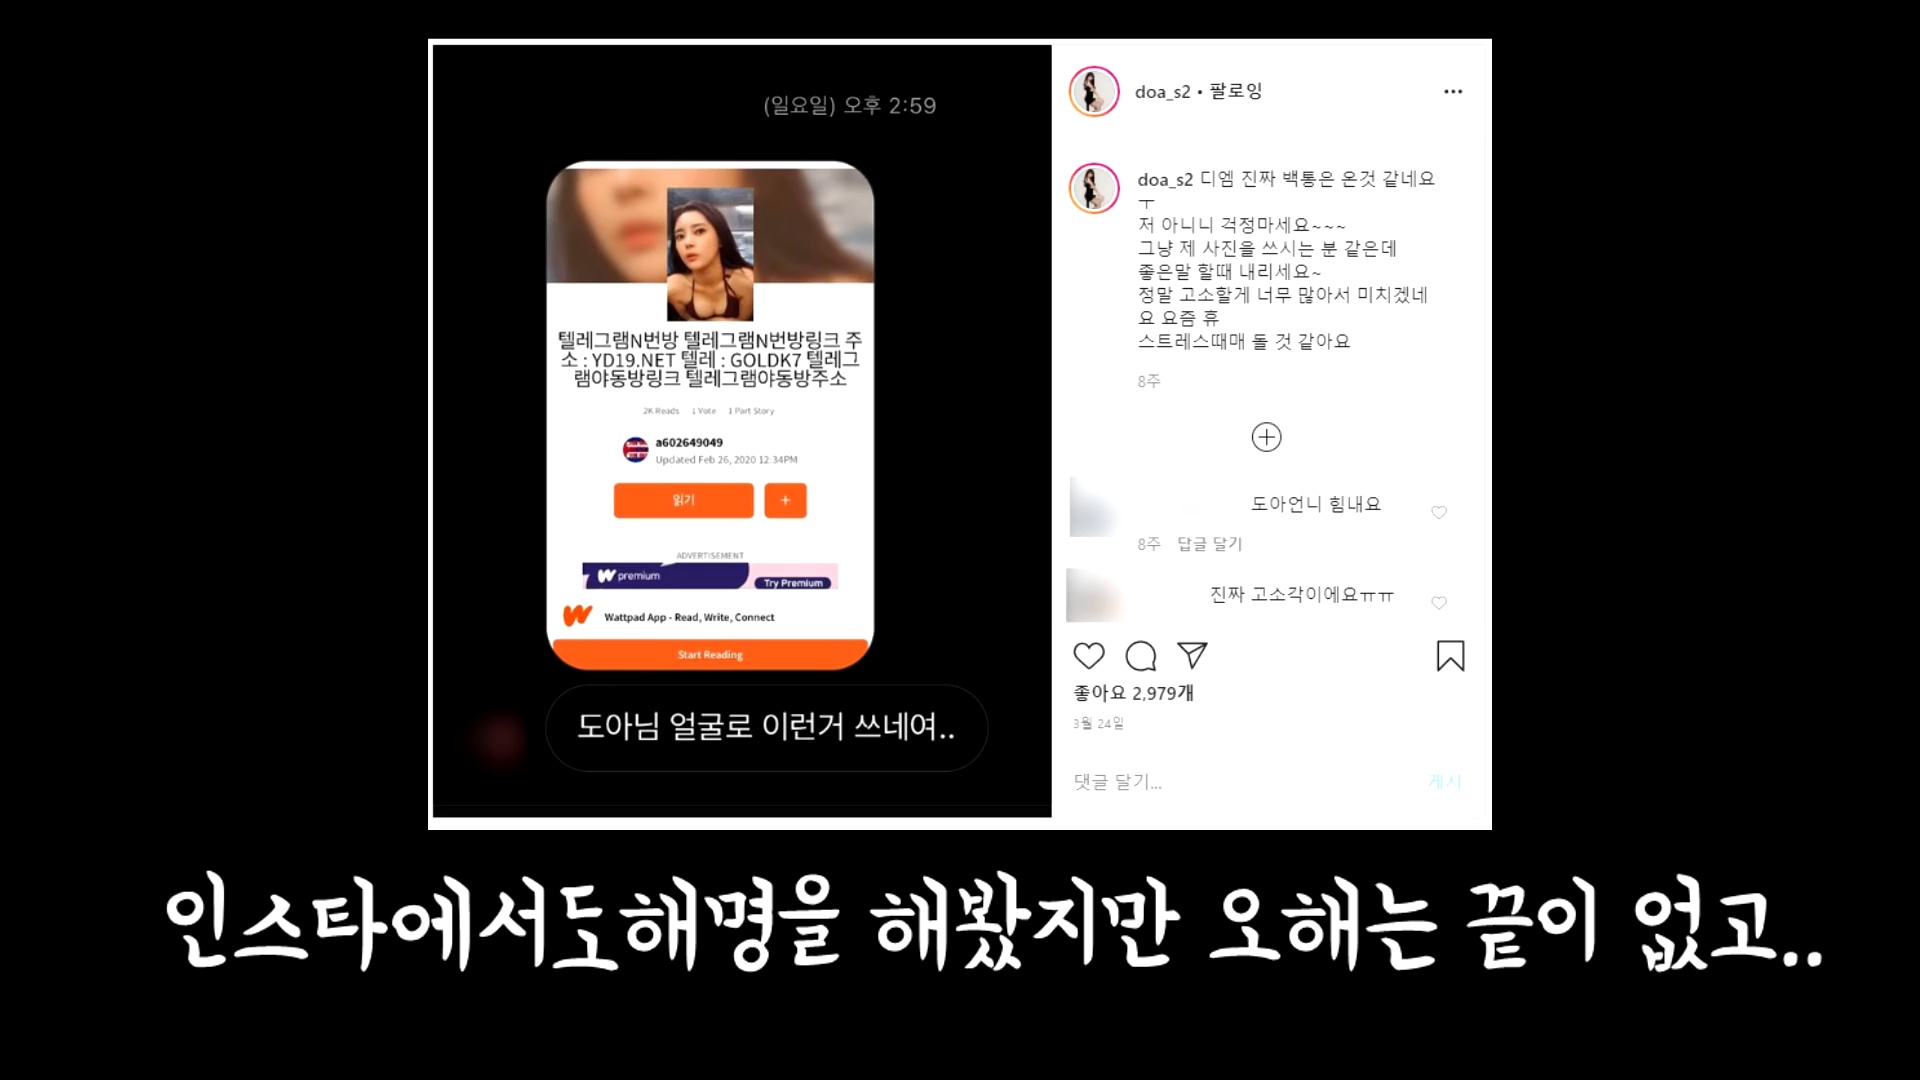 (일요일) 오후 2:59
텔레그램N번방 텔레그램N번방링크 주
소 : YD19.NET 텔레 : GOLDK7 텔레그
램야동방링크 텔레그램야동방주소
2K Reads 1 Vote 1 Part Story
a602649049
Updated Feb 26, 2020 12:34PM
읽기 +
ADVERTISEMENT
premium
Try Premium
Wattpad App - Read, Write, Connect
Start Reading
도아님 얼굴로 이런거 쓰네여..
doa_s2 • 팔로잉
doa_s2 디엠 진짜 백통은 온것 같네요
ㅜ
저 아니니 걱정마세요~~~
그냥 제 사진을 쓰시는 분 같은데
좋은말 할때 내리세요~
정말 고소할게 너무 많아서 미치겠네
요 요즘 휴
스트레스때매 돌 것 같아요
8주
도아언니 힘내요
8주 답글 달기
진짜 고소각이에요ㅠㅠ
좋아요 2,979개
3월 24일
댓글 달기...
게시
인스타에서도해명을 해봤지만 오해는 끝이 없고..